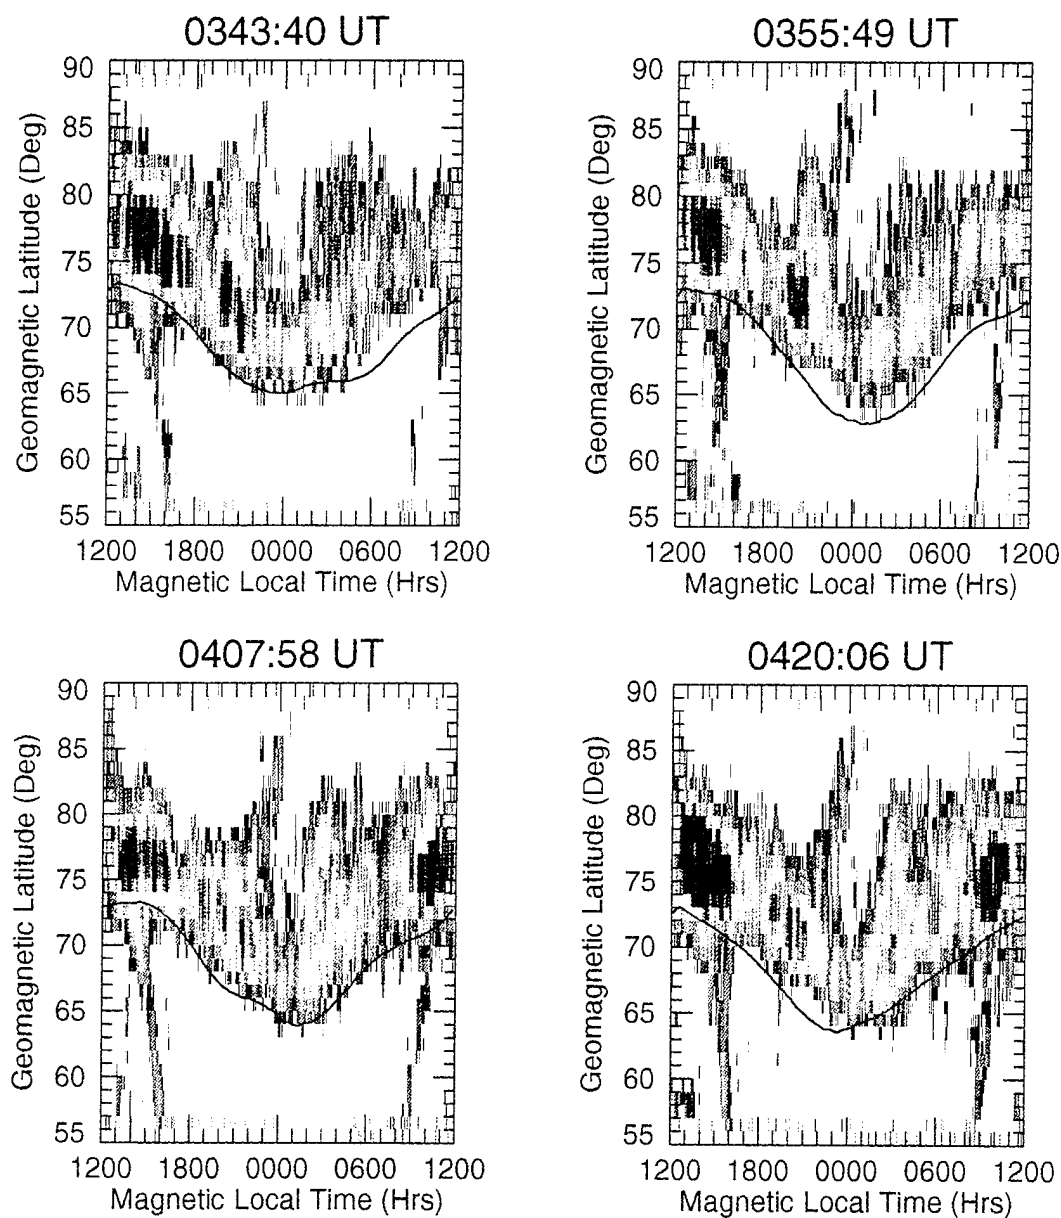 0343:40 UT
90
85
80
75
70
65
60
55
Geomagnetic Latitude (Deg)
1200 1800 0000 0600 1200
Magnetic Local Time (Hrs)
0355:49 UT
90
85
80
75
70
65
60
55
Geomagnetic Latitude (Deg)
1200 1800 0000 0600 1200
Magnetic Local Time (Hrs)
0407:58 UT
90
85
80
75
70
65
60
55
Geomagnetic Latitude (Deg)
1200 1800 0000 0600 1200
Magnetic Local Time (Hrs)
0420:06 UT
90
85
80
75
70
65
60
55
Geomagnetic Latitude (Deg)
1200 1800 0000 0600 1200
Magnetic Local Time (Hrs)